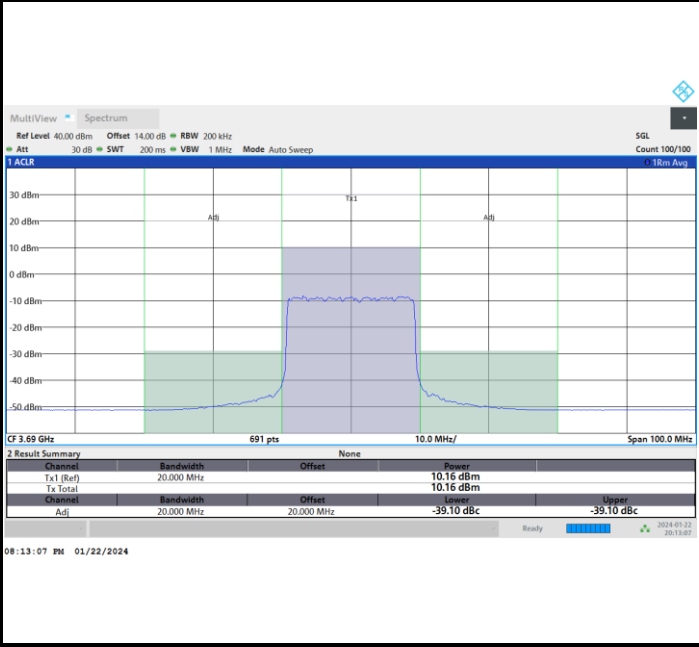 MultiView Spectrum
Ref Level 40.00 dBm Offset 14.00 dB RBW 200 kHz SGL
Att 30 dB SWT 200 ms VBW 1 MHz Mode Auto Sweep Count 100/100
1 ACLR 1Rm Avg
30 dBm
Tx1
20 dBm Adj Adj
10 dBm
0 dBm
-10 dBm
-20 dBm
-30 dBm
-40 dBm
-50 dBm
CF 3.69 GHz 691 pts 10.0 MHz/ Span 100.0 MHz
2 Result Summary None
Channel Bandwidth Offset Power
Tx1 (Ref) 20.000 MHz 10.16 dBm
Tx Total 10.16 dBm
Channel Bandwidth Offset Lower Upper
Adj 20.000 MHz 20.000 MHz -39.10 dBc -39.10 dBc
Ready 2024-01-22
20:13:07
08:13:07 PM 01/22/2024